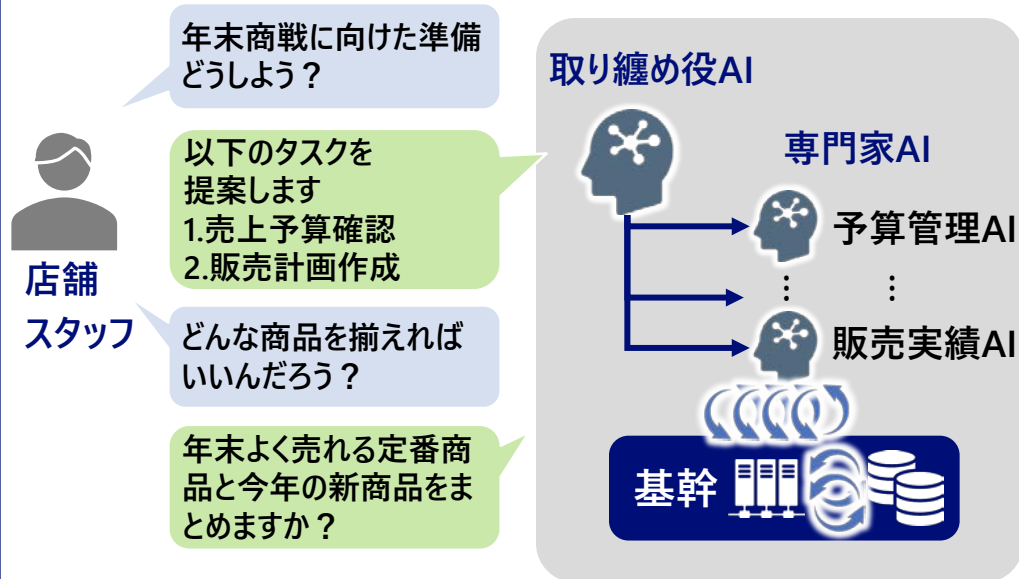 年末商戦に向けた準備
どうしよう？
以下のタスクを
提案します
1.売上予算確認
2.販売計画作成
店舗
スタッフ
どんな商品を揃えれば
いいんだろう？
年末よく売れる定番商
品と今年の新商品をま
とめますか？
取り纏め役AI
専門家AI
予算管理AI
⋮ ⋮
販売実績AI
基幹